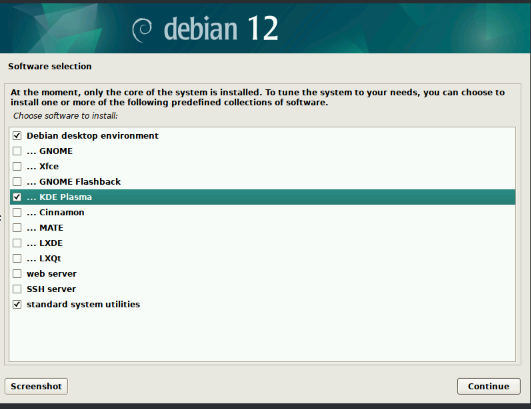 debian 12
Software selection
At the moment, only the core of the system is installed. To tune the system to your needs, you can choose to
install one or more of the following predefined collections of software.
Choose software to install:
Debian desktop environment
... GNOME
... Xfce
... GNOME Flashback
... KDE Plasma
... Cinnamon
... MATE
... LXDE
... LXQt
web server
SSH server
standard system utilities
Screenshot
Continue